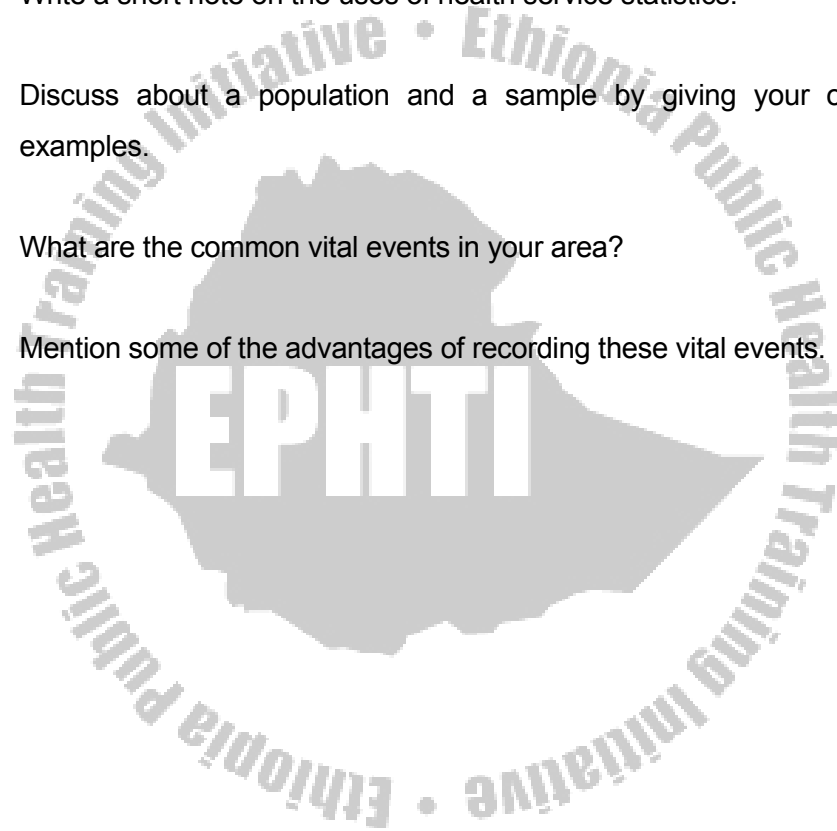 Write a short note on the uses of health service statistics.
Discuss about a population and a sample by giving your
examples.
What are the common vital events in your area?
Mention some of the advantages of recording these vital events.
EPHTI
Ethiopia Public Health Training Initiative • Ethiopia Public Health Training Initiative •